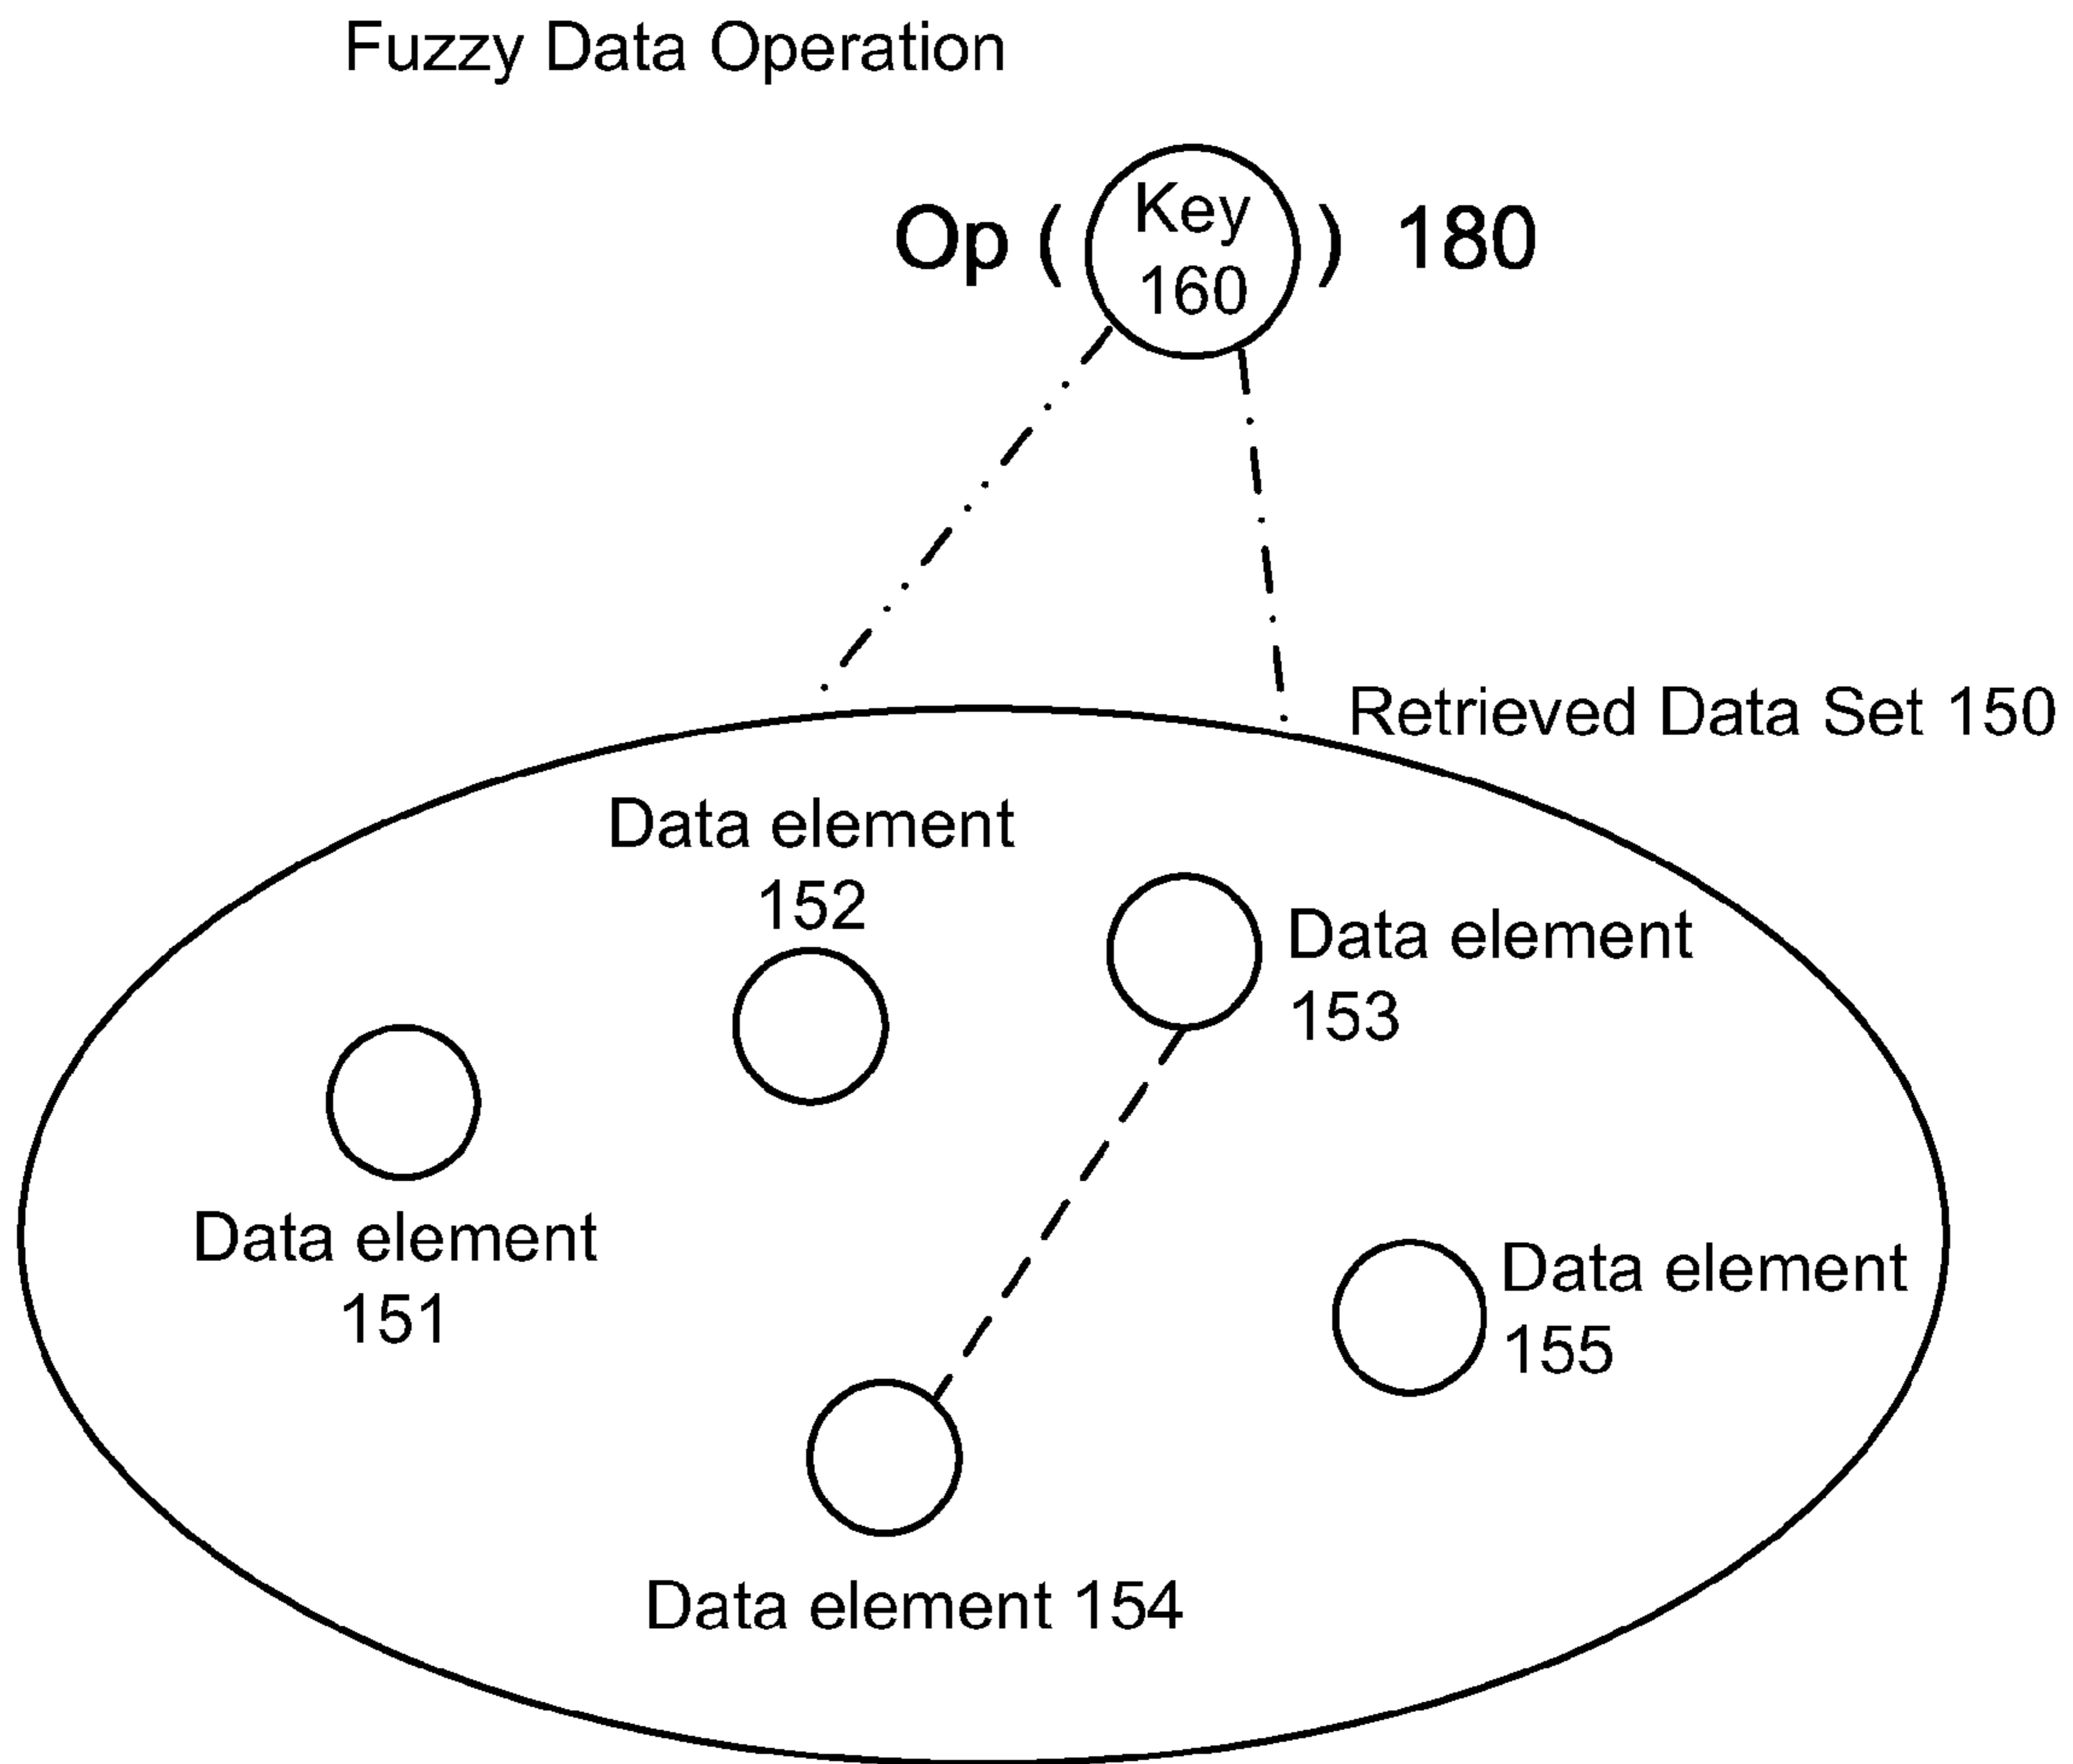 Fuzzy Data Operation
Op ( Key 160 ) 180
Retrieved Data Set 150
Data element
152
Data element
153
Data element
151
Data element
155
Data element 154